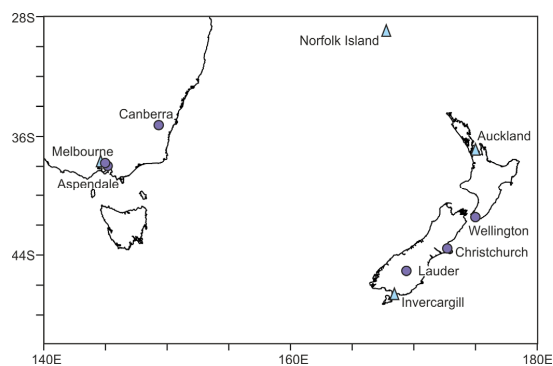 28S
Norfolk Island
Canberra
36S
Auckland
Melbourne
Aspendale
Wellington
44S
Christchurch
Lauder
Invercargill
140E
160E
180E